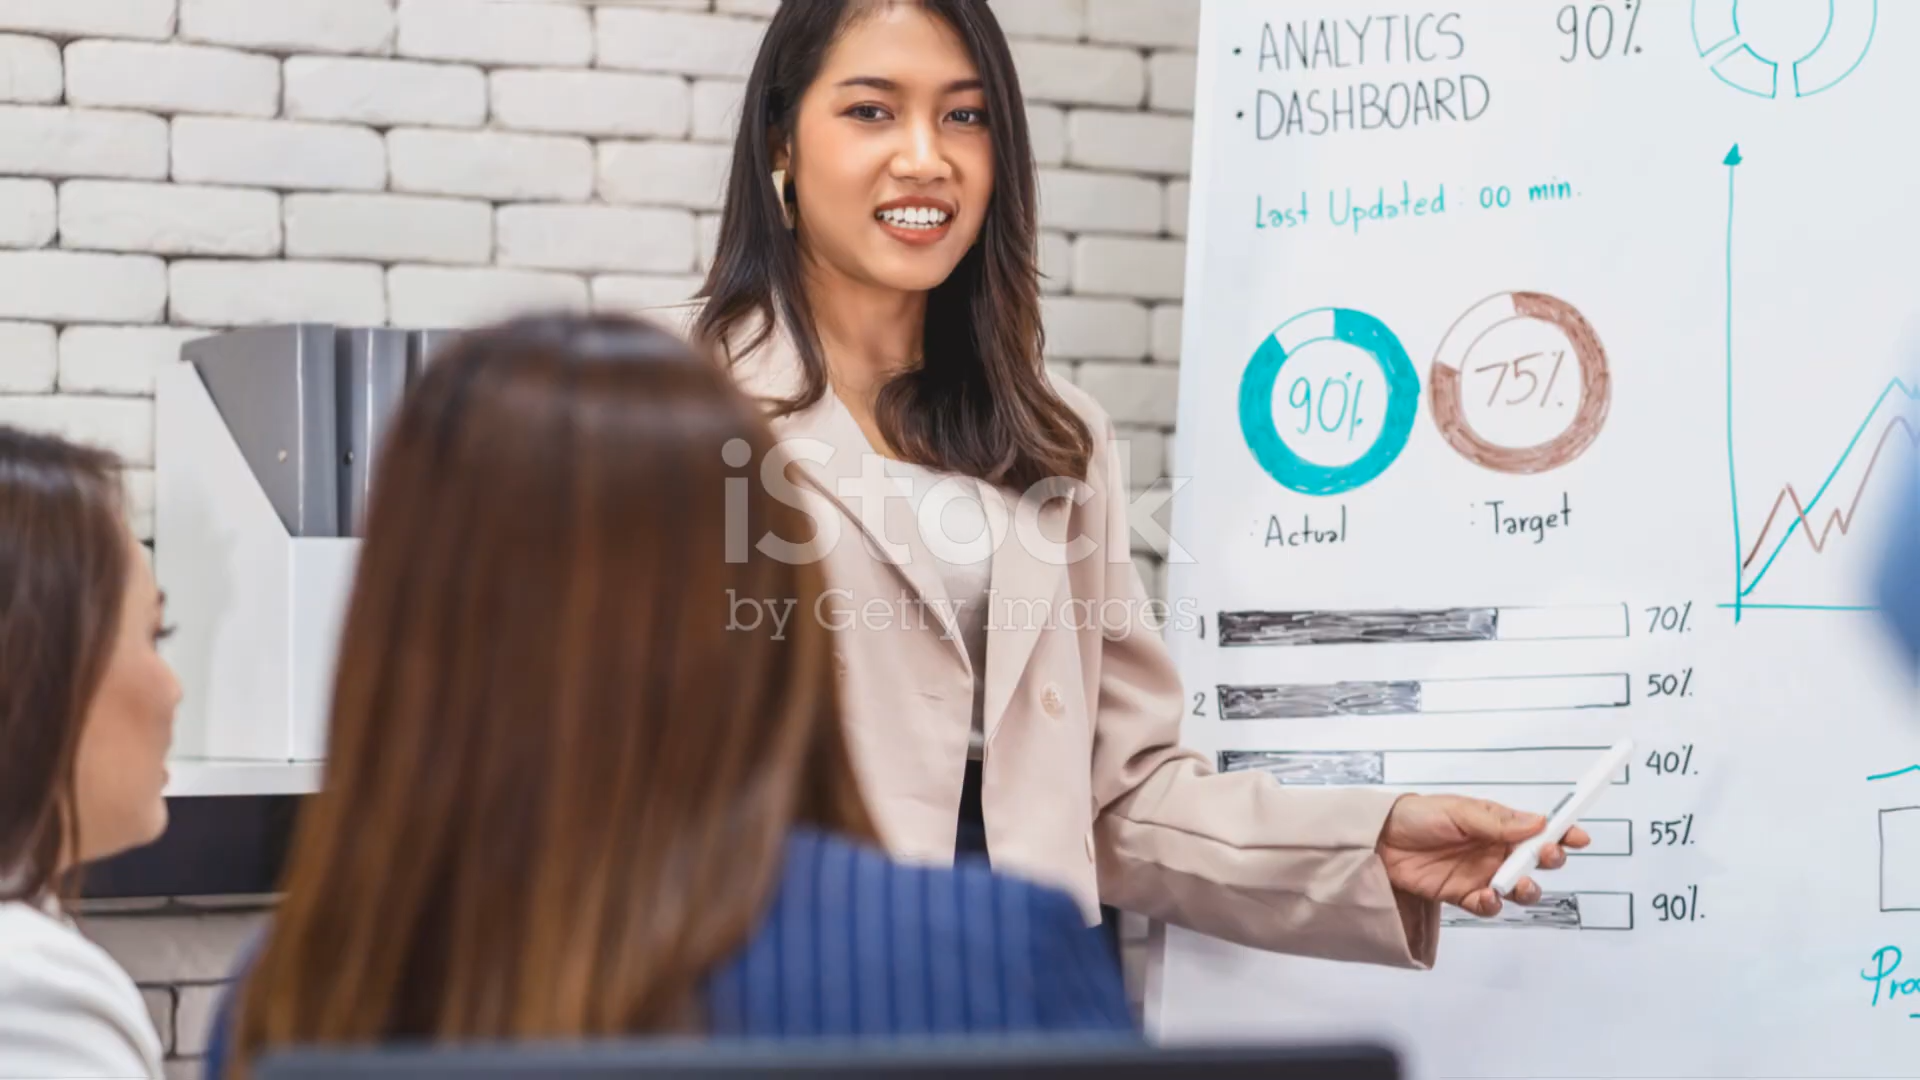 • ANALYTICS 90%
• DASHBOARD
Last Updated : 00 min.
90%
75%
: Actual
: Target
1 70%
2 50%
40%
55%
90%
iStock
by Getty Images